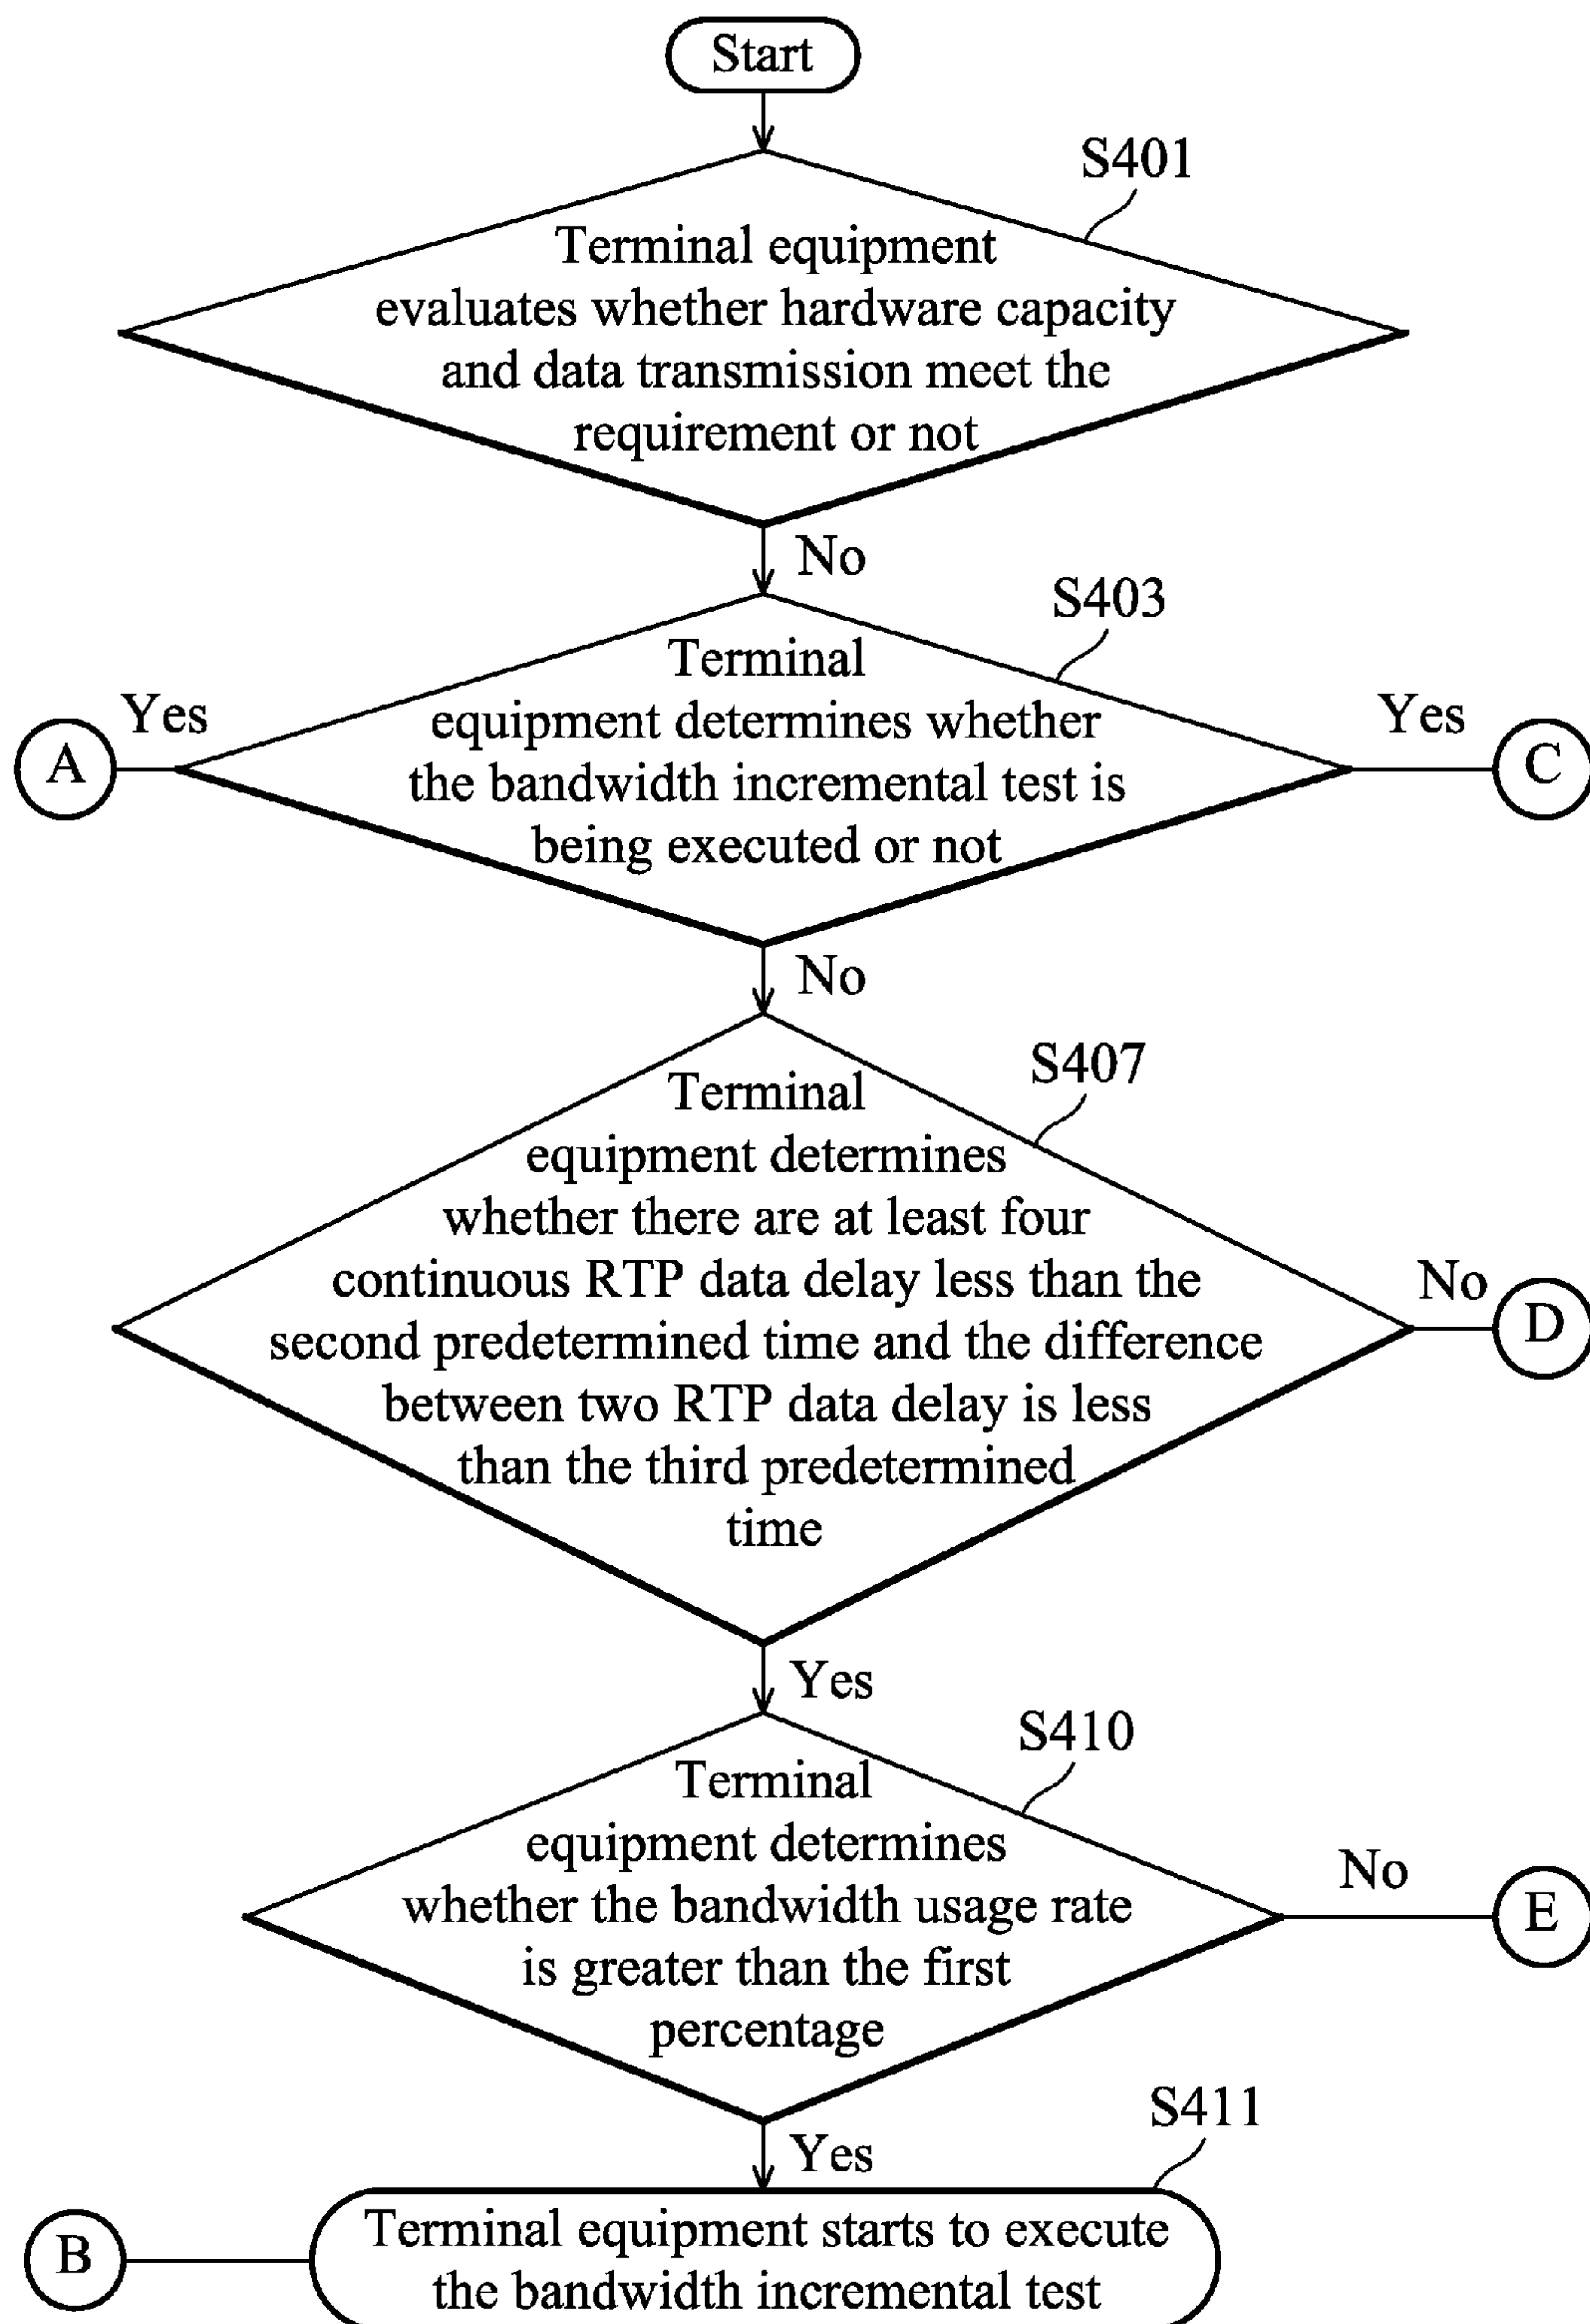 Start
S401
Terminal equipment
evaluates whether hardware capacity
and data transmission meet the
requirement or not
No
S403
Terminal
equipment determines whether
the bandwidth incremental test is
being executed or not
Yes
A
Yes
C
No
S407
Terminal
equipment determines
whether there are at least four
continuous RTP data delay less than the
second predetermined time and the difference
between two RTP data delay is less
than the third predetermined
time
No
D
Yes
S410
Terminal
equipment determines
whether the bandwidth usage rate
is greater than the first
percentage
No
E
Yes
S411
B
Terminal equipment starts to execute
the bandwidth incremental test